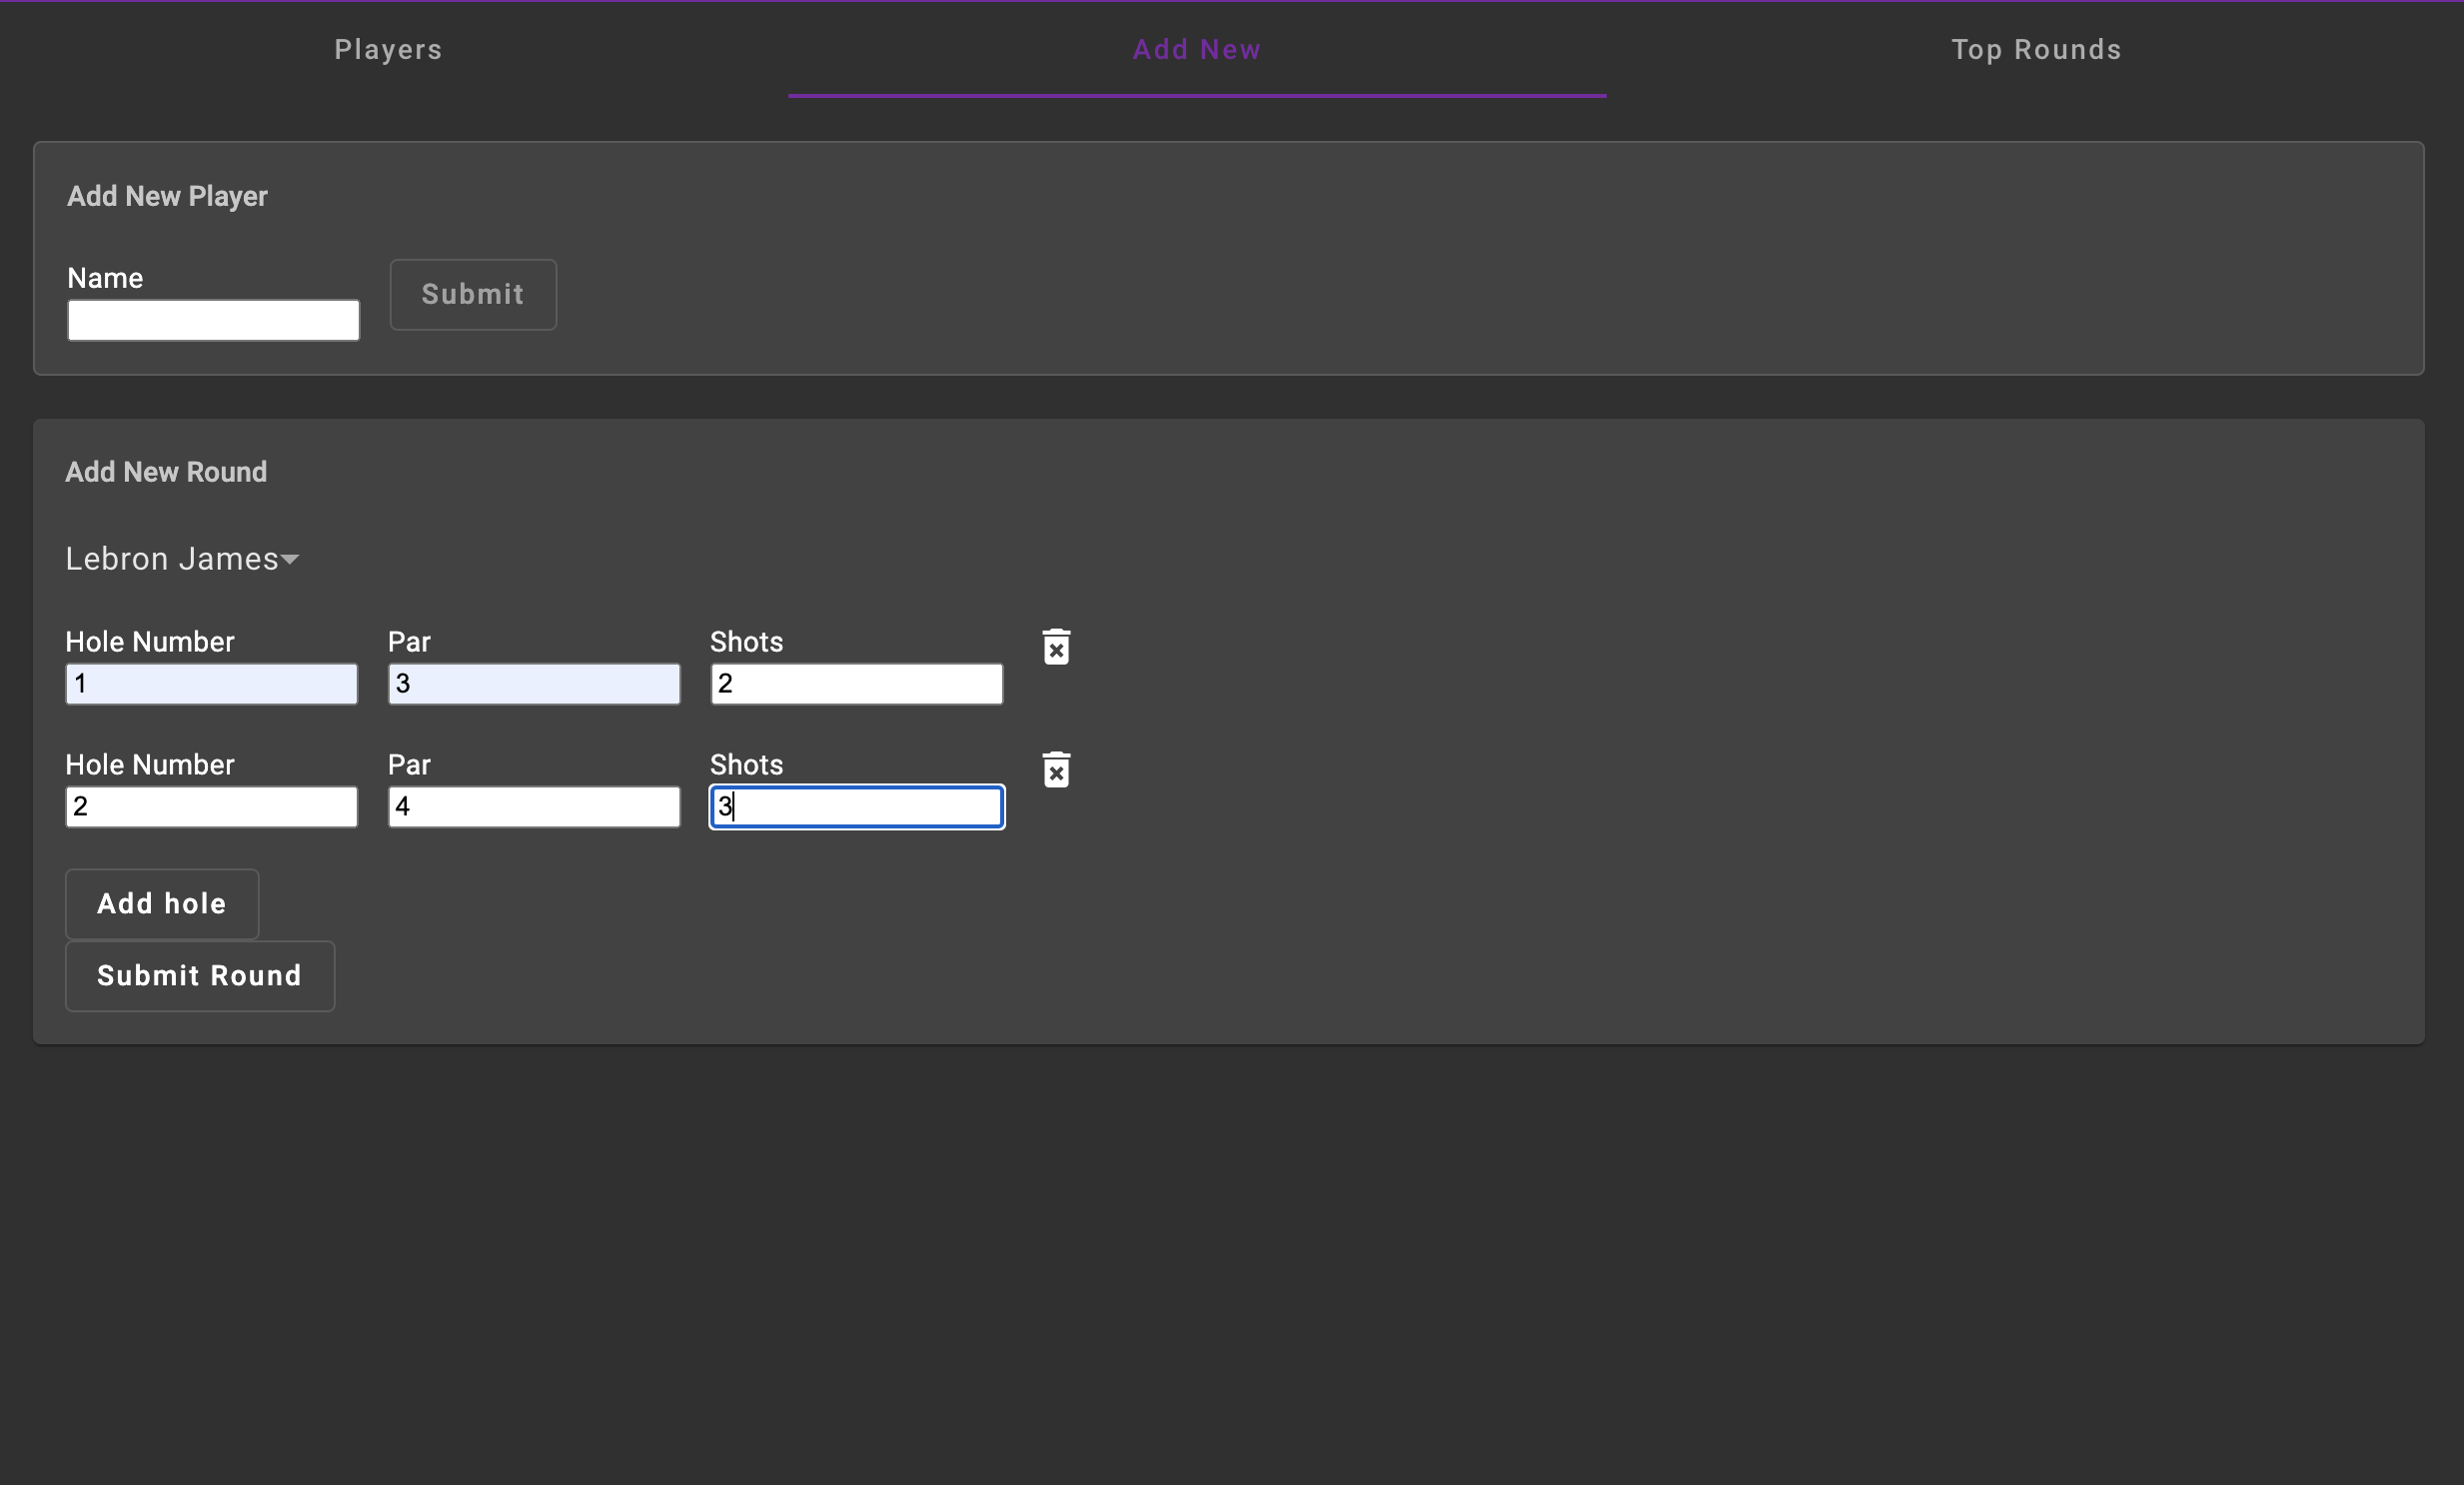 Players Add New Top Rounds
Add New Player
Name
Submit
Add New Round
Lebron James
Hole Number Par Shots
1 3 2
Hole Number Par Shots
2 4 3
Add hole
Submit Round